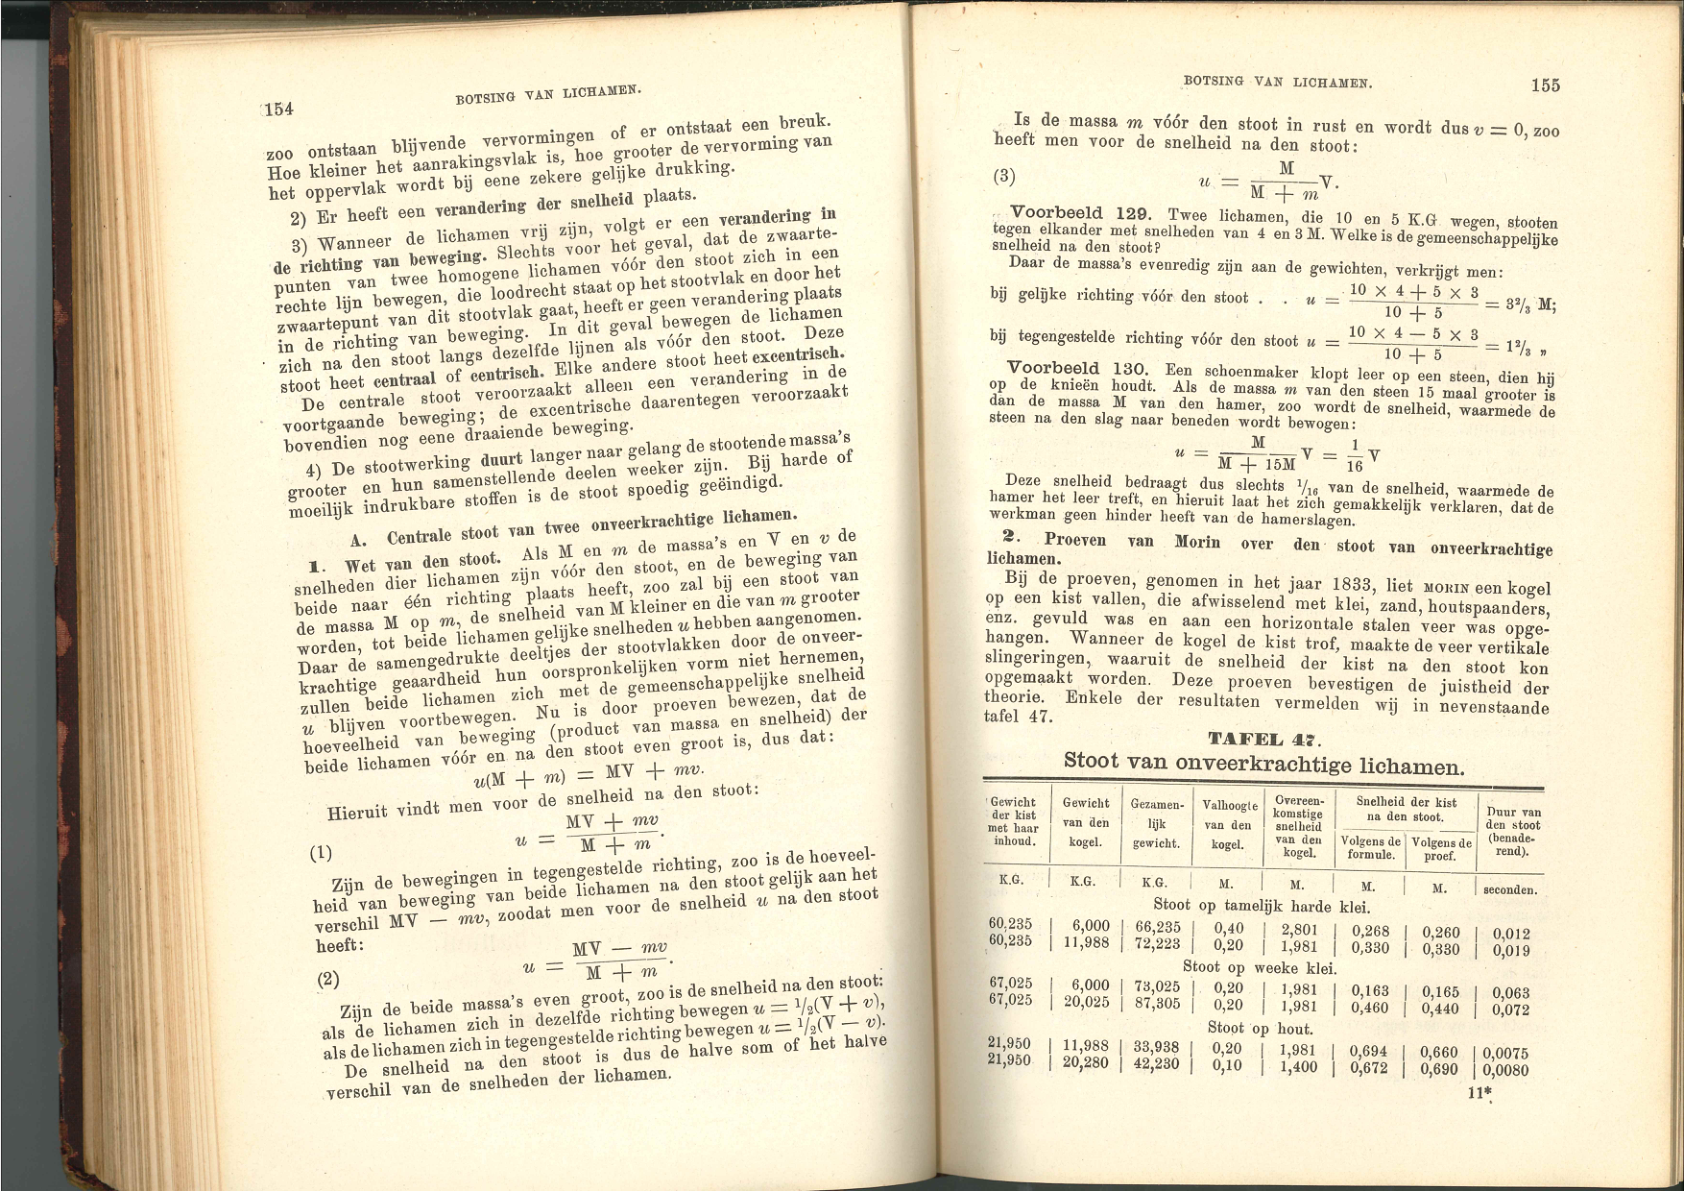 154
BOTSING VAN LICHAMEN.
zoo ontstaan blijvende vervormingen of er ontstaat een breuk.
Hoe kleiner het aanrakingsvlak is, hoe grooter de vervorming van
het oppervlak wordt bij eene zekere gelijke drukking.
2) Er heeft een verandering der snelheid plaats.
3) Wanneer de lichamen vrij zijn, volgt er een verandering in
de richting van beweging. Slechts voor het geval, dat de zwaarte-
punten van twee homogene lichamen vóór den stoot zich in een
rechte lijn bewegen, die loodrecht staat op het stootvlak en door het
zwaartepunt van dit stootvlak gaat, heeft er geen verandering plaats
in de richting van beweging. In dit geval bewegen de lichamen
zich na den stoot langs dezelfde lijnen als vóór den stoot. Deze
stoot heet centraal of centrisch. Elke andere stoot heet excentrisch.
De centrale stoot veroorzaakt alleen een verandering in de
voortgaande beweging; de excentrische daarentegen veroorzaakt
bovendien nog eene draaiende beweging.
4) De stootwerking duurt langer naar gelang de stootende massa's
grooter en hun samenstellende deelen weeker zijn. Bij harde of
moeilijk indrukbare stoffen is de stoot spoedig geëindigd.
A. Centrale stoot van twee onveerkrachtige lichamen.
1. Wet van den stoot. Als M en m de massa's en V en v de
snelheden dier lichamen zijn vóór den stoot, en de beweging van
beide naar één richting plaats heeft, zoo zal bij een stoot van
de massa M op m, de snelheid van M kleiner en die van m grooter
worden, tot beide lichamen gelijke snelheden u hebben aangenomen.
Daar de samengedrukte deeltjes der stootvlakken door de onveer-
krachtige geaardheid hun oorspronkelijken vorm niet hernemen,
zullen beide lichamen zich met de gemeenschappelijke snelheid
u blijven voortbewegen. Nu is door proeven bewezen, dat de
hoeveelheid van beweging (product van massa en snelheid) der
beide lichamen vóór en na den stoot even groot is, dus dat:
u(M + m) = MV + mv.
Hieruit vindt men voor de snelheid na den stoot:
(1) u = (MV + mv) / (M + m).
Zijn de bewegingen in tegengestelde richting, zoo is de hoeveel-
heid van beweging van beide lichamen na den stoot gelijk aan het
verschil MV — mv, zoodat men voor de snelheid u na den stoot
heeft:
(2) u = (MV — mv) / (M + m).
Zijn de beide massa's even groot, zoo is de snelheid na den stoot:
als de lichamen zich in dezelfde richting bewegen u = 1/2(V + v),
als de lichamen zich in tegengestelde richting bewegen u = 1/2(V — v).
De snelheid na den stoot is dus de halve som of het halve
verschil van de snelheden der lichamen.
BOTSING VAN LICHAMEN.
155
Is de massa m vóór den stoot in rust en wordt dus v = 0, zoo
heeft men voor de snelheid na den stoot:
(3) u = M / (M + m) V.
Voorbeeld 129. Twee lichamen, die 10 en 5 K.G wegen, stooten
tegen elkander met snelheden van 4 en 3 M. Welke is de gemeenschappelijke
snelheid na den stoot?
Daar de massa's evenredig zijn aan de gewichten, verkrijgt men:
bij gelijke richting vóór den stoot . . u = (10 × 4 + 5 × 3) / (10 + 5) = 3 2/3 M;
bij tegengestelde richting vóór den stoot u = (10 × 4 — 5 × 3) / (10 + 5) = 1 2/3 „
Voorbeeld 130. Een schoenmaker klopt leer op een steen, dien hij
op de knieën houdt. Als de massa m van den steen 15 maal grooter is
dan de massa M van den hamer, zoo wordt de snelheid, waarmede de
steen na den slag naar beneden wordt bewogen:
u = M / (M + 15M) V = 1/16 V
Deze snelheid bedraagt dus slechts 1/16 van de snelheid, waarmede de
hamer het leer treft, en hieruit laat het zich gemakkelijk verklaren, dat de
werkman geen hinder heeft van de hamerslagen.
2. Proeven van Morin over den stoot van onveerkrachtige
lichamen.
Bij de proeven, genomen in het jaar 1833, liet MORIN een kogel
op een kist vallen, die afwisselend met klei, zand, houtspaanders,
enz. gevuld was en aan een horizontale stalen veer was opge-
hangen. Wanneer de kogel de kist trof, maakte de veer vertikale
slingeringen, waaruit de snelheid der kist na den stoot kon
opgemaakt worden. Deze proeven bevestigen de juistheid der
theorie. Enkele der resultaten vermelden wij in nevenstaande
tafel 47.
TAFEL 47.
Stoot van onveerkrachtige lichamen.
Gewicht der kist met haar inhoud. | Gewicht van den kogel. | Gezamen-lijk gewicht. | Valhoogte van den kogel. | Overeen-komstige snelheid van den kogel. | Snelheid der kist na den stoot. Volgens de formule. | Volgens de proef. | Duur van den stoot (benade-rend).
K.G. | K.G. | K.G. | M. | M. | M. | M. | seconden.
Stoot op tamelijk harde klei.
60,235 | 6,000 | 66,235 | 0,40 | 2,801 | 0,268 | 0,260 | 0,012
60,235 | 11,988 | 72,223 | 0,20 | 1,981 | 0,330 | 0,330 | 0,019
Stoot op weeke klei.
67,025 | 6,000 | 73,025 | 0,20 | 1,981 | 0,163 | 0,165 | 0,063
67,025 | 20,025 | 87,305 | 0,20 | 1,981 | 0,460 | 0,440 | 0,072
Stoot op hout.
21,950 | 11,988 | 33,938 | 0,20 | 1,981 | 0,694 | 0,660 | 0,0075
21,950 | 20,280 | 42,230 | 0,10 | 1,400 | 0,672 | 0,690 | 0,0080
11*